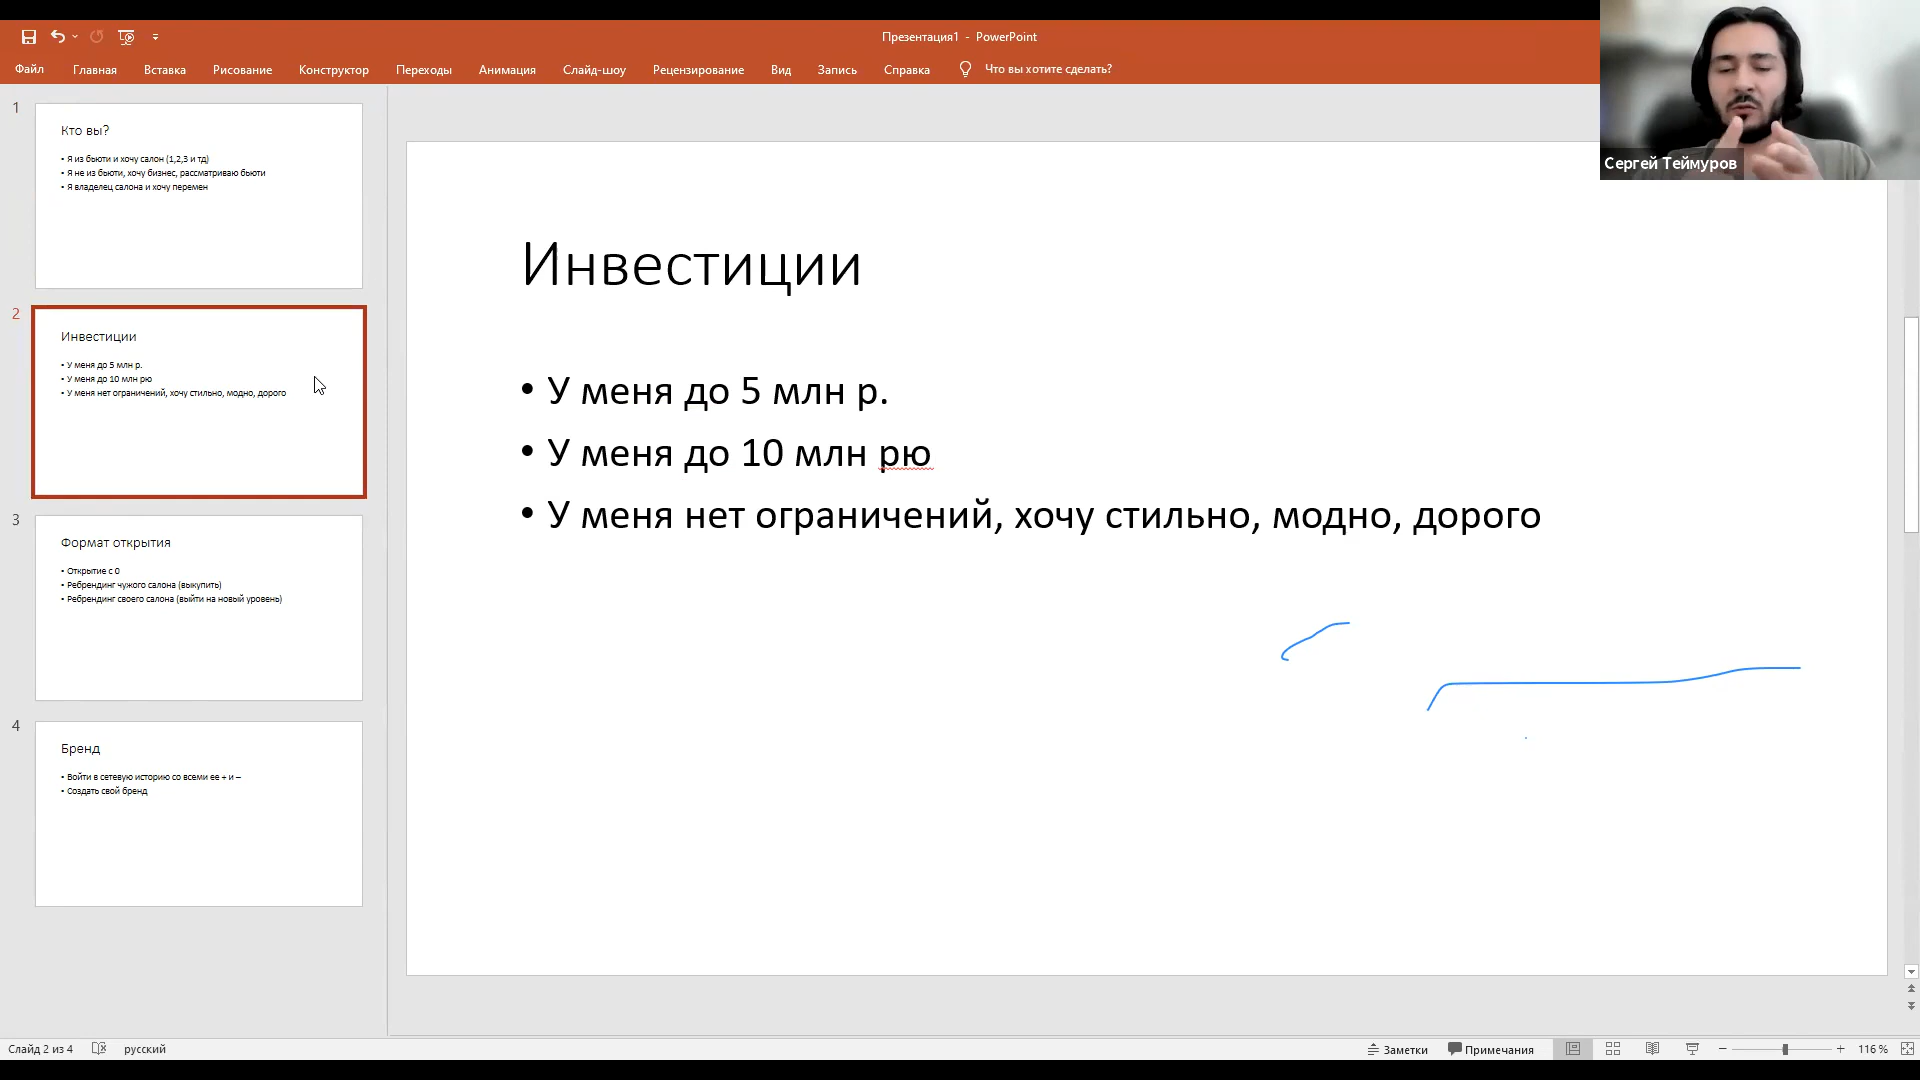 Презентация1 - PowerPoint
Файл Главная Вставка Рисование Конструктор Переходы Анимация Слайд-шоу Рецензирование Вид Запись Справка Что вы хотите сделать?
Сергей Теймуров
1
Кто вы?
• Я из бьюти и хочу салон (1,2,3 и тд)
• Я не из бьюти, хочу бизнес, рассматриваю бьюти
• Я владелец салона и хочу перемен
2
Инвестиции
• У меня до 5 млн р.
• У меня до 10 млн рю
• У меня нет ограничений, хочу стильно, модно, дорого
3
Формат открытия
• Открытие с 0
• Ребрендинг чужого салона (выкупить)
• Ребрендинг своего салона (выйти на новый уровень)
4
Бренд
• Войти в сетевую историю со всеми ее + и –
• Создать свой бренд
Инвестиции
• У меня до 5 млн р.
• У меня до 10 млн рю
• У меня нет ограничений, хочу стильно, модно, дорого
Слайд 2 из 4 русский Заметки Примечания 116 %